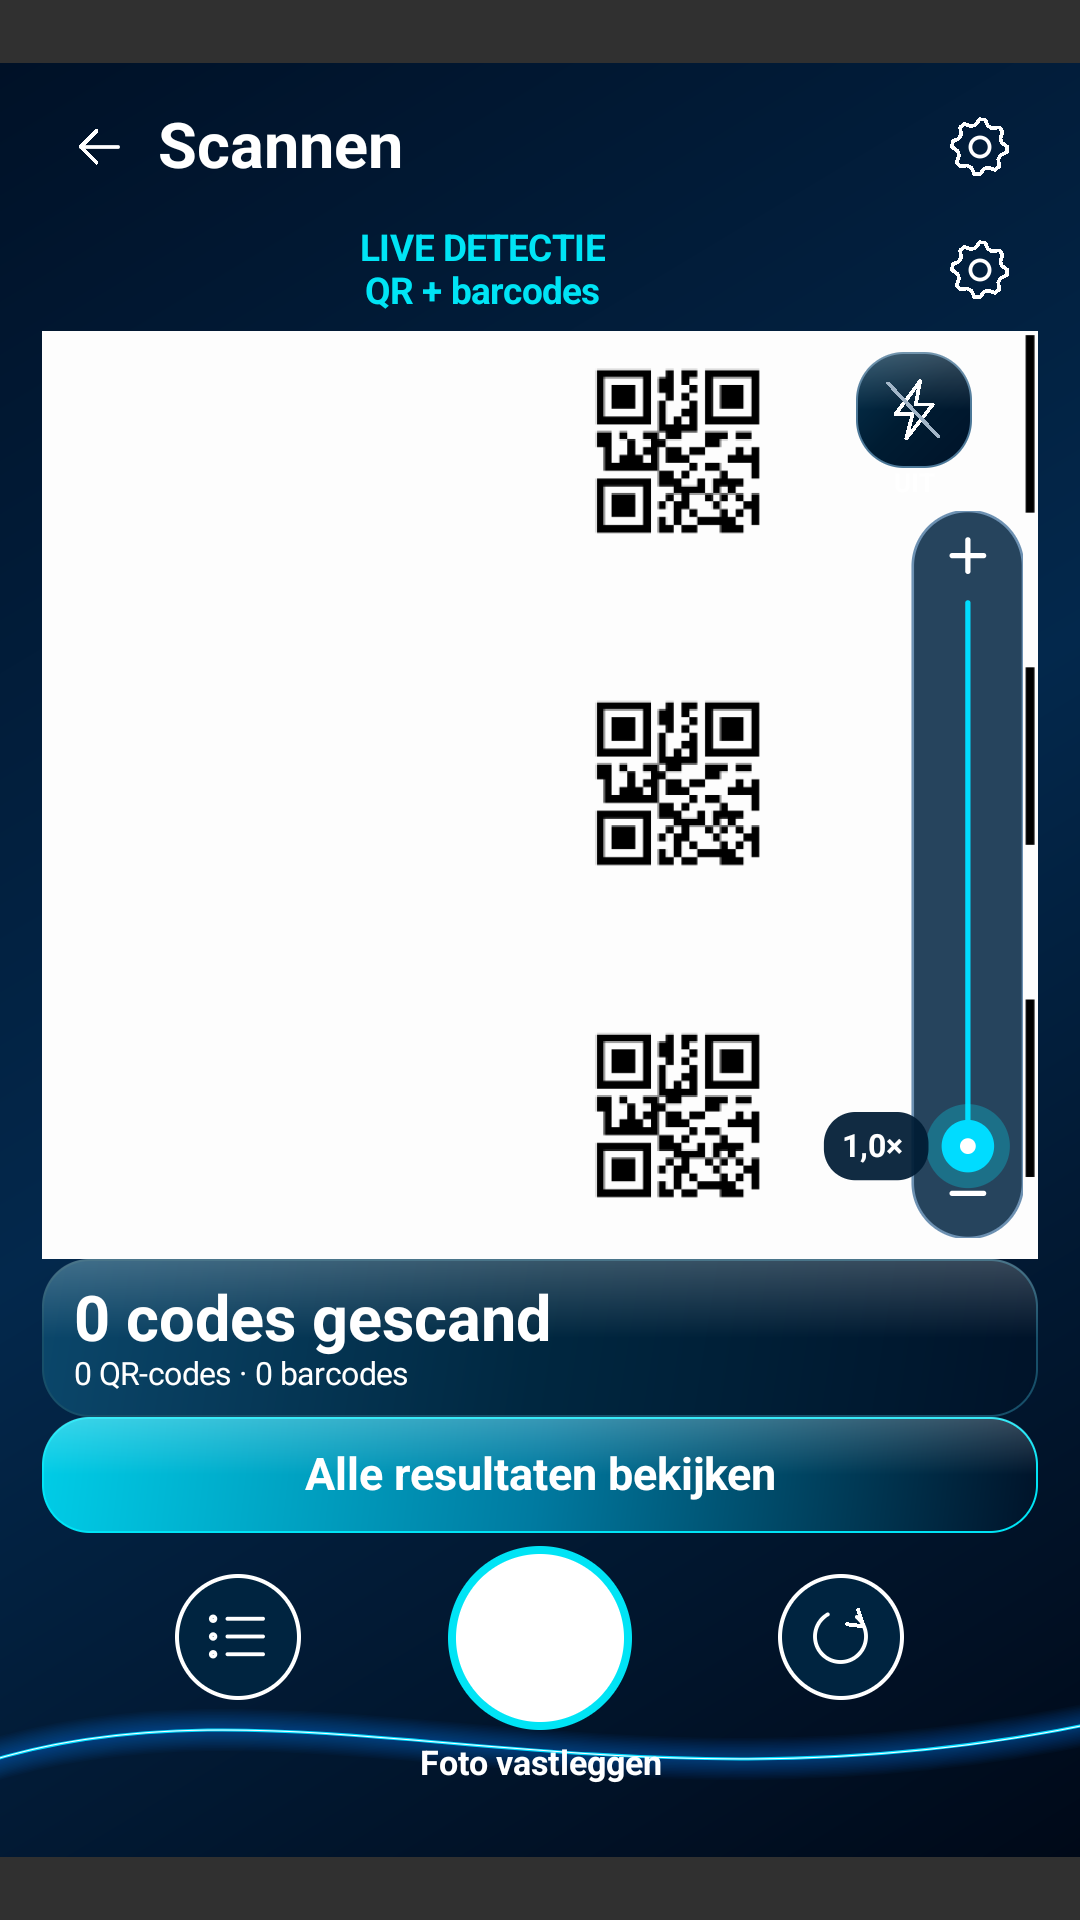 Scannen
LIVE DETECTIE
QR + barcodes
1,0×
0 codes gescand
0 QR-codes · 0 barcodes
Alle resultaten bekijken
Foto vastleggen